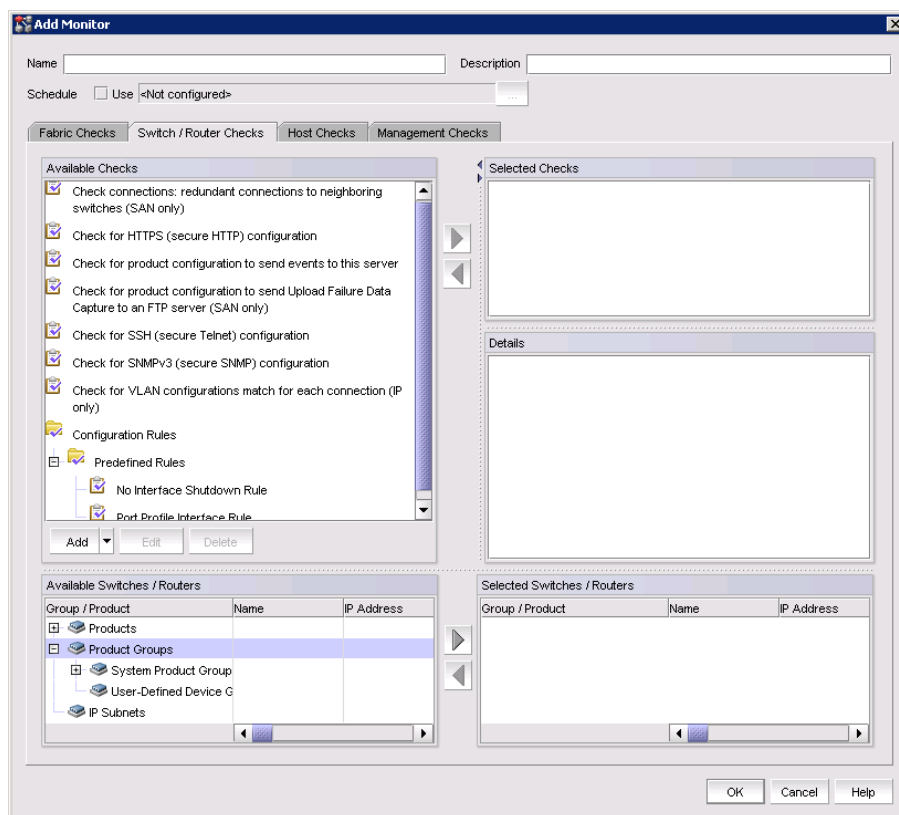 Add Monitor
Name
Description
Schedule
Use
<Not configured>
...
Fabric Checks
Switch / Router Checks
Host Checks
Management Checks
Available Checks
Check connections: redundant connections to neighboring
switches (SAN only)
Check for HTTPS (secure HTTP) configuration
Check for product configuration to send events to this server
Check for product configuration to send Upload Failure Data
Capture to an FTP server (SAN only)
Check for SSH (secure Telnet) configuration
Check for SNMPv3 (secure SNMP) configuration
Check for VLAN configurations match for each connection (IP
only)
Configuration Rules
Predefined Rules
No Interface Shutdown Rule
Port Profile Interface Rule
Add
Edit
Delete
Selected Checks
Details
Available Switches / Routers
Group / Product
Name
IP Address
Products
Product Groups
System Product Group
User-Defined Device G
IP Subnets
Selected Switches / Routers
Group / Product
Name
IP Address
OK
Cancel
Help